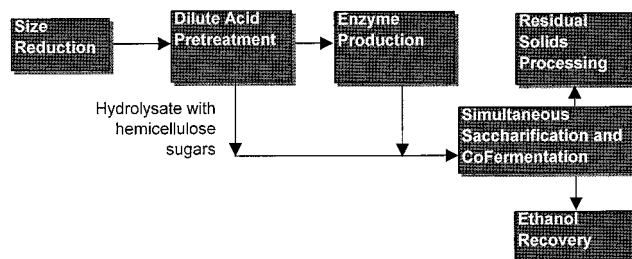 Size
Reduction
Dilute Acid
Pretreatment
Enzyme
Production
Residual
Solids
Processing
Hydrolysate with
hemicellulose
sugars
Simultaneous
Saccharification and
CoFermentation
Ethanol
Recovery